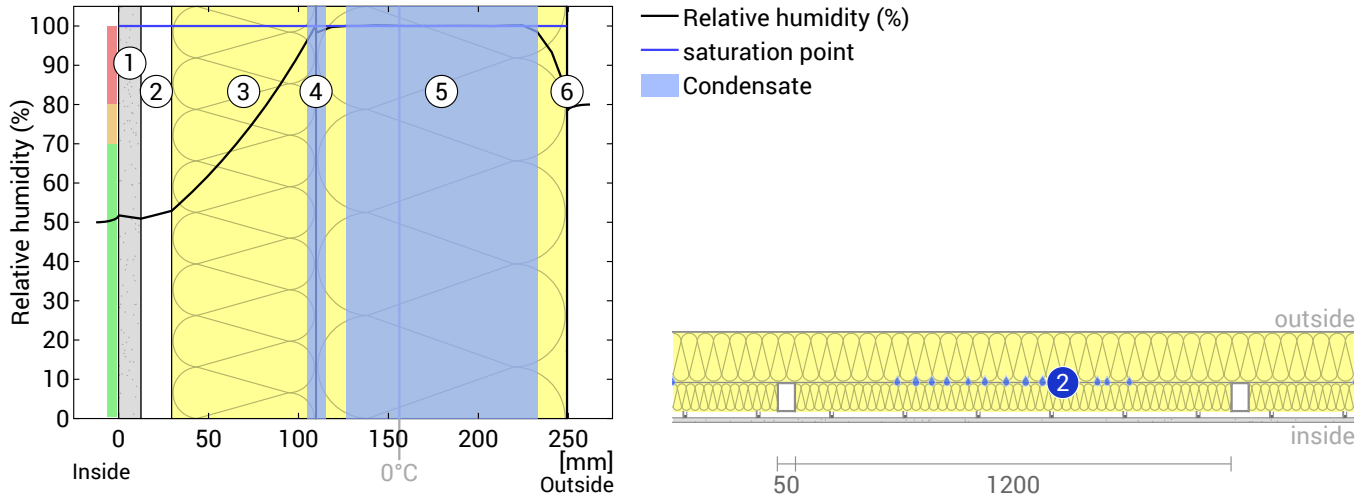 Relative humidity (%)
100
90
80
70
60
50
40
30
20
10
0
1
2
3
4
5
6
0
50
100
150
200
250
[mm]
Inside
0°C
Outside
Relative humidity (%)
saturation point
Condensate
outside
2
inside
50
1200